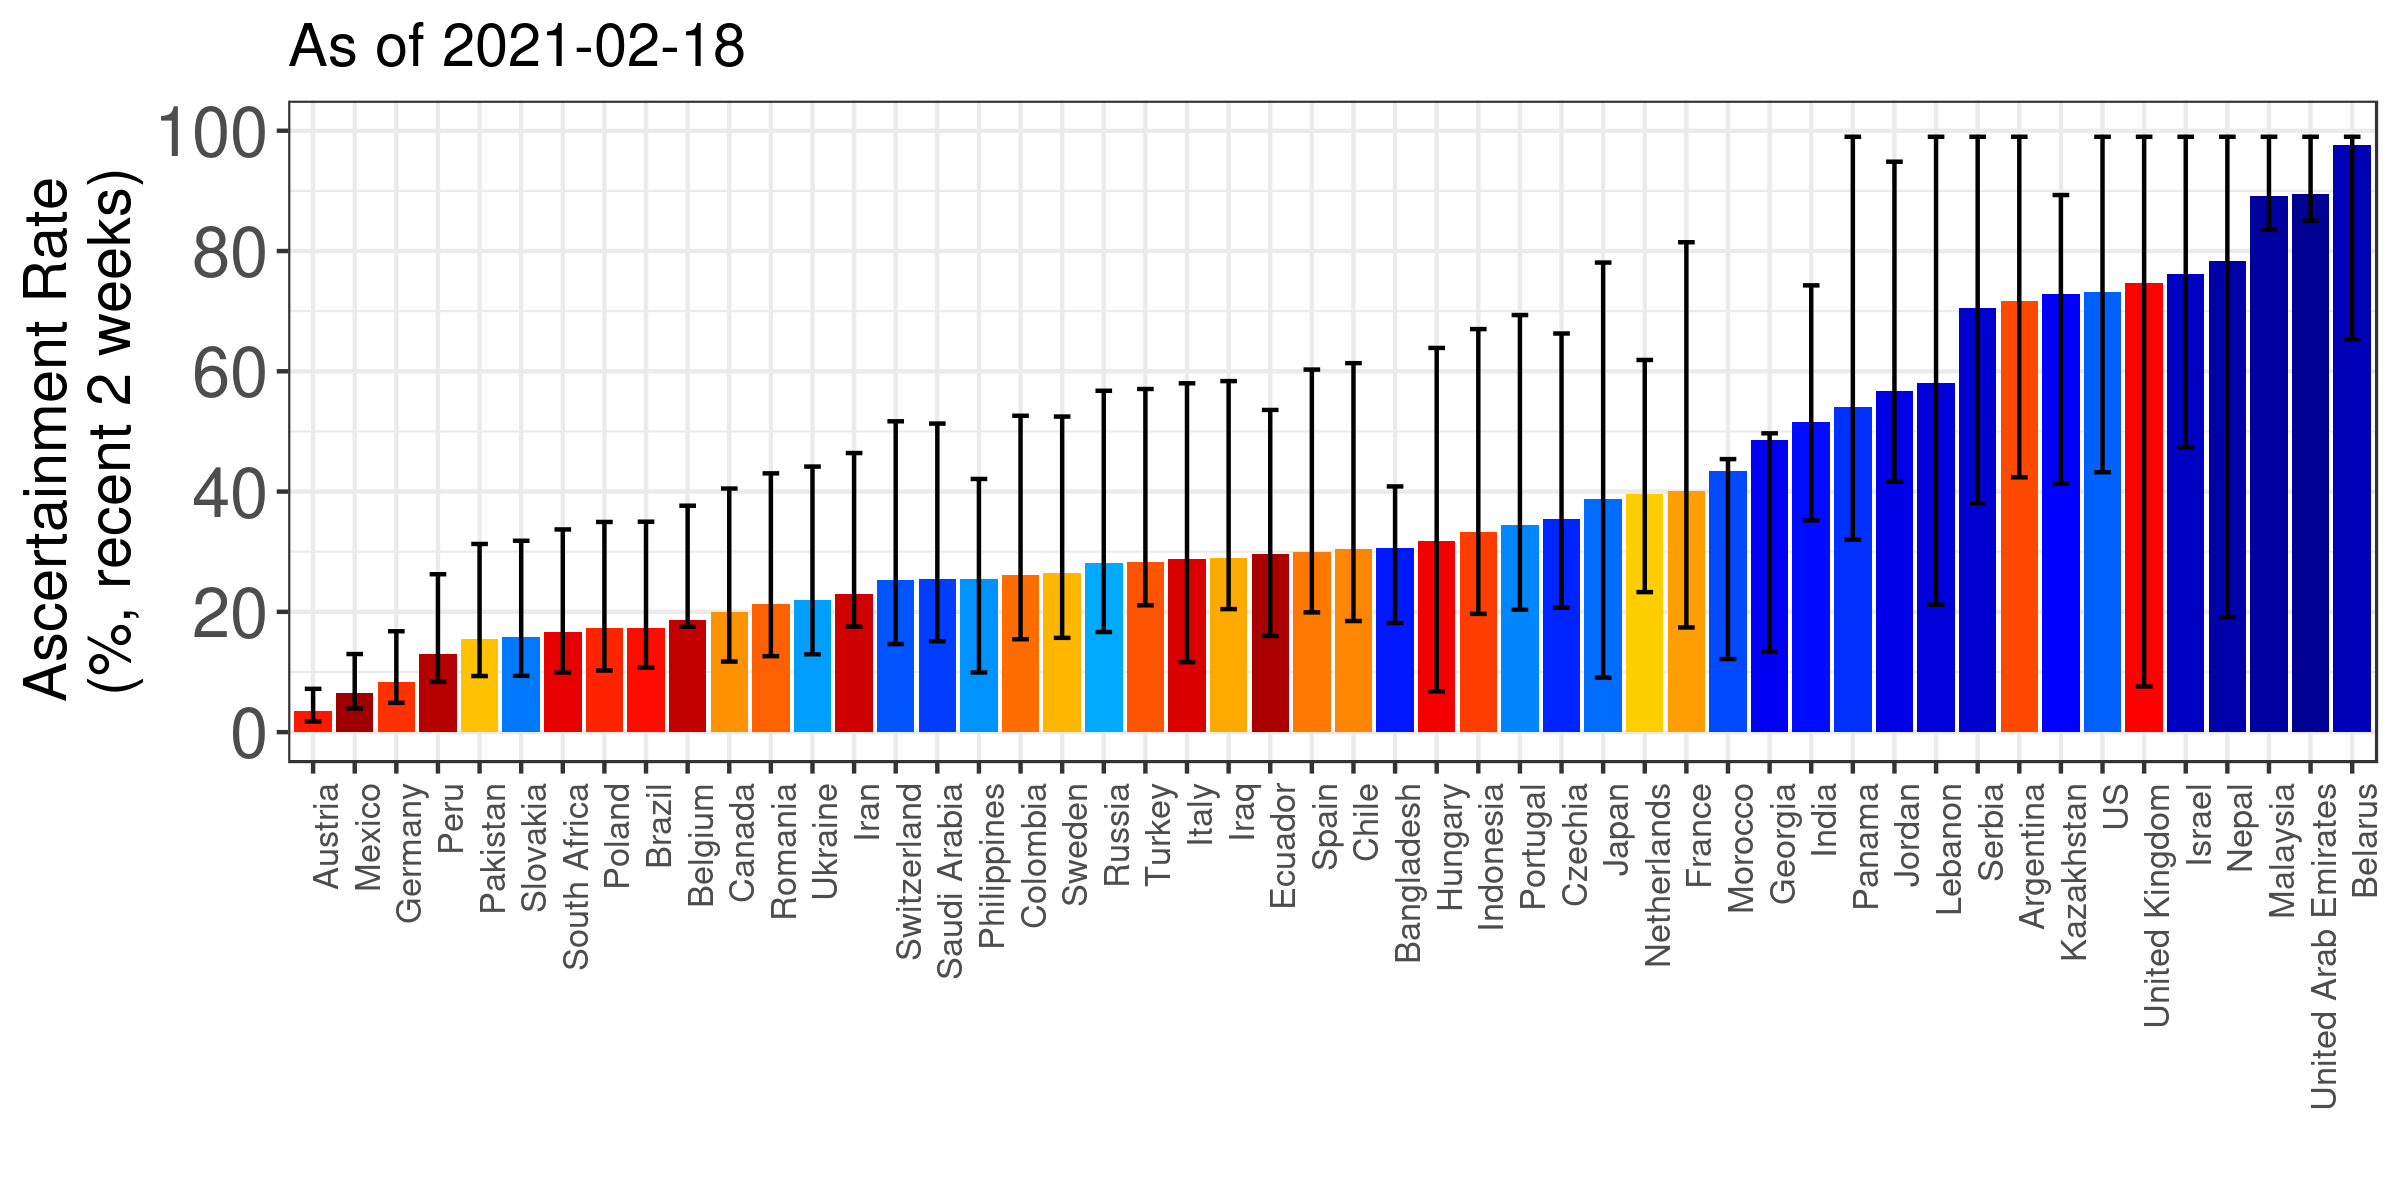 As of 2021-02-18
Ascertainment Rate
(%, recent 2 weeks)
100
80
60
40
20
0
Austria
Mexico
Germany
Peru
Pakistan
Slovakia
South Africa
Poland
Brazil
Belgium
Canada
Romania
Ukraine
Iran
Switzerland
Saudi Arabia
Philippines
Colombia
Sweden
Russia
Turkey
Italy
Iraq
Ecuador
Spain
Chile
Bangladesh
Hungary
Indonesia
Portugal
Czechia
Japan
Netherlands
France
Morocco
Georgia
India
Panama
Jordan
Lebanon
Serbia
Argentina
Kazakhstan
US
United Kingdom
Israel
Nepal
Malaysia
United Arab Emirates
Belarus